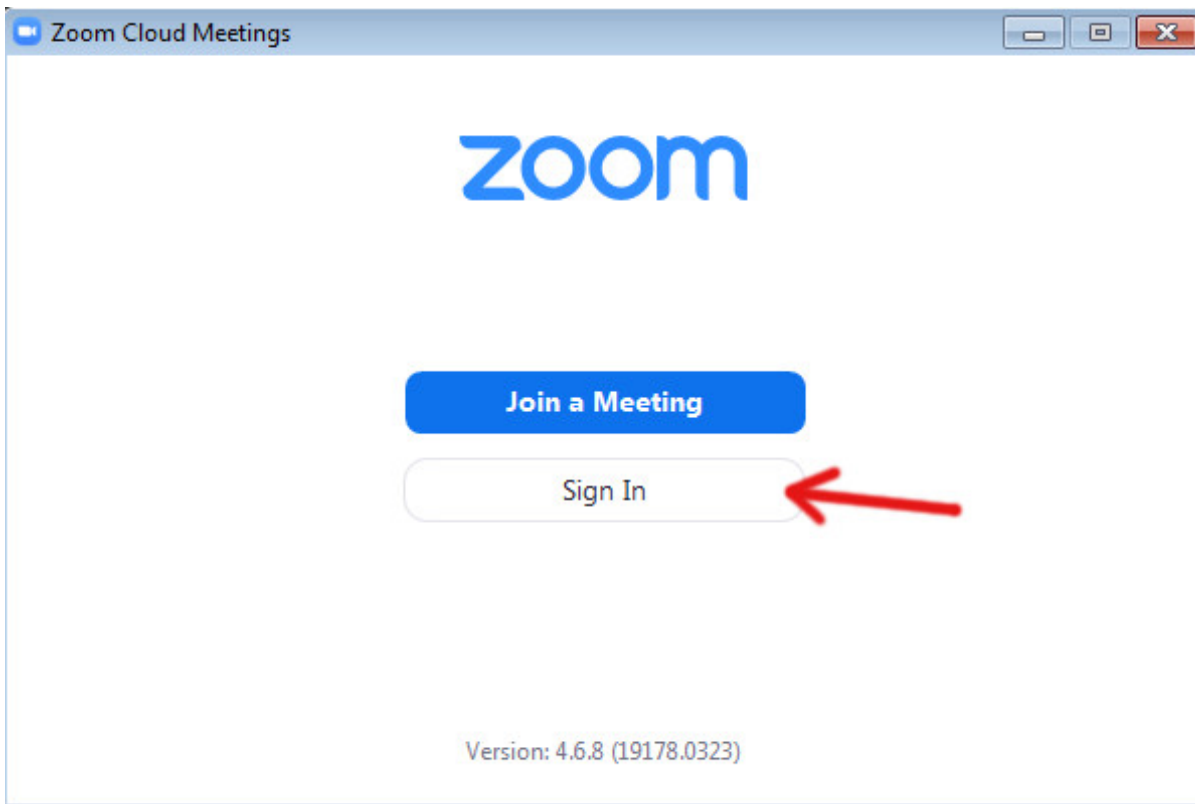 Zoom Cloud Meetings
zoom
Join a Meeting
Sign In
Version: 4.6.8 (19178.0323)